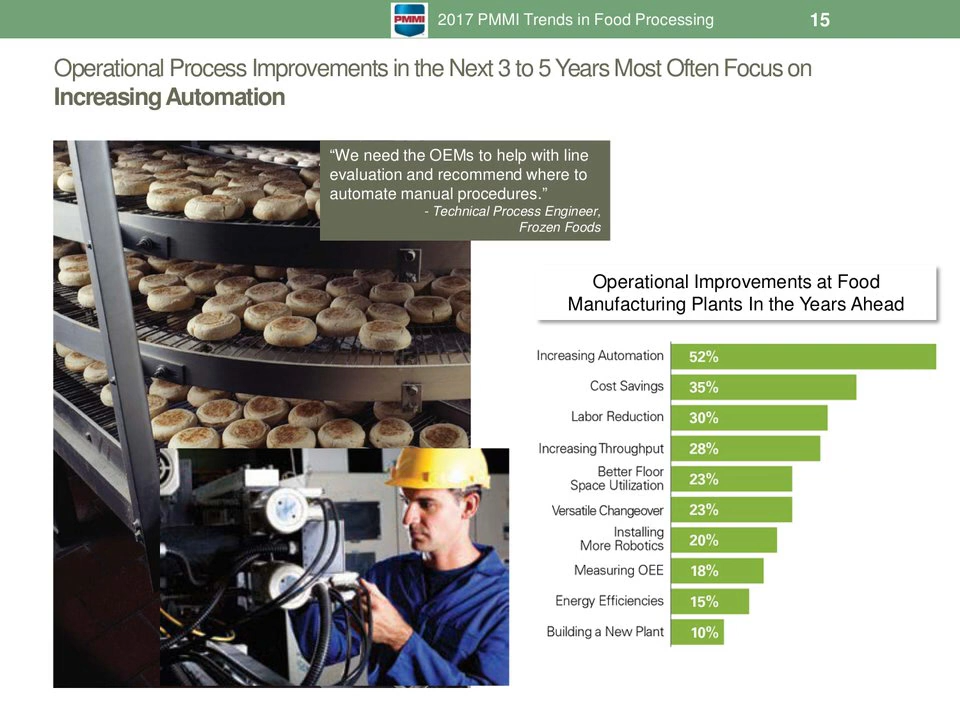 PMMI
2017 PMMI Trends in Food Processing
15
Operational Process Improvements in the Next 3 to 5 Years Most Often Focus on
Increasing Automation
“We need the OEMs to help with line
evaluation and recommend where to
automate manual procedures.”
- Technical Process Engineer,
Frozen Foods
Operational Improvements at Food
Manufacturing Plants In the Years Ahead
Increasing Automation 52%
Cost Savings 35%
Labor Reduction 30%
Increasing Throughput 28%
Better Floor
Space Utilization 23%
Versatile Changeover 23%
Installing
More Robotics 20%
Measuring OEE 18%
Energy Efficiencies 15%
Building a New Plant 10%